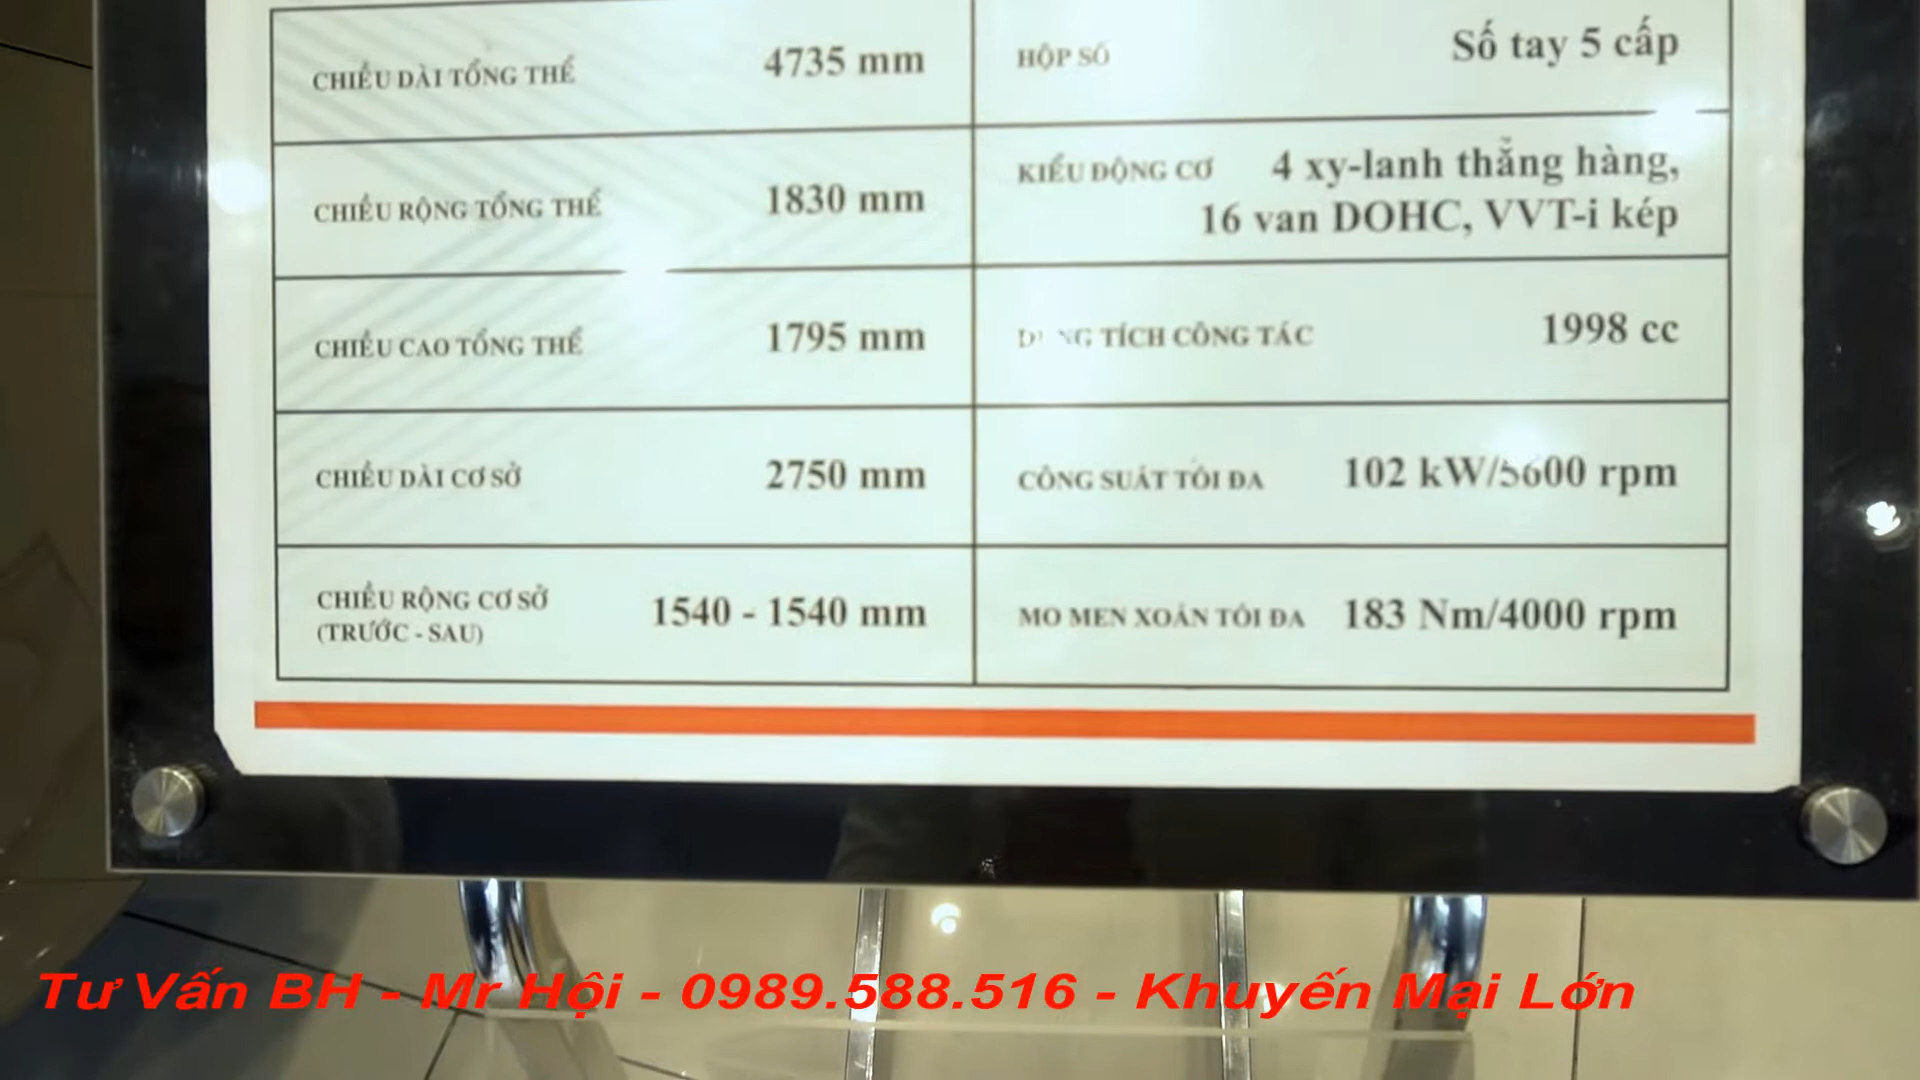 CHIỀU DÀI TỔNG THỂ 4735 mm
HỘP SỐ Số tay 5 cấp
CHIỀU RỘNG TỔNG THỂ 1830 mm
KIỂU ĐỘNG CƠ 4 xy-lanh thẳng hàng,
16 van DOHC, VVT-i kép
CHIỀU CAO TỔNG THỂ 1795 mm
TÍCH CÔNG TÁC 1998 cc
CHIỀU DÀI CƠ SỞ 2750 mm
CÔNG SUẤT TỐI ĐA 102 kW/5600 rpm
CHIỀU RỘNG CƠ SỞ
(TRƯỚC - SAU) 1540 - 1540 mm
MO MEN XOẮN TỐI ĐA 183 Nm/4000 rpm
Tư Vấn BH - Mr Hội - 0989.588.516 - Khuyến Mại Lớn